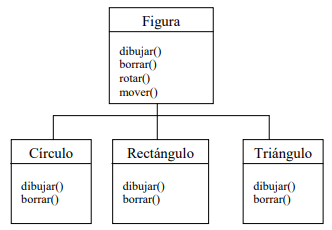 Figura
dibujar()
borrar()
rotar()
mover()
Círculo
dibujar()
borrar()
Rectángulo
dibujar()
borrar()
Triángulo
dibujar()
borrar()